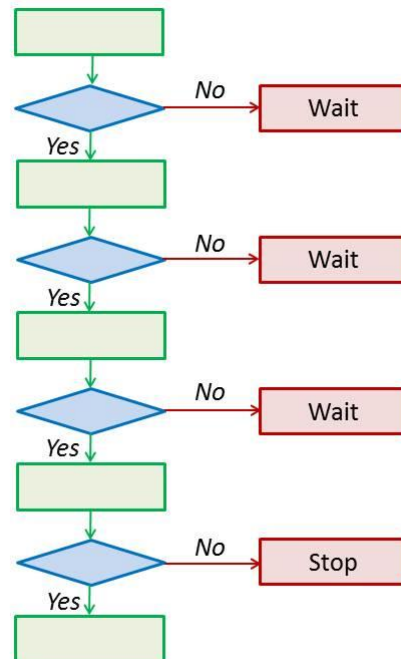 No
Wait
Yes
No
Wait
Yes
No
Wait
Yes
No
Stop
Yes